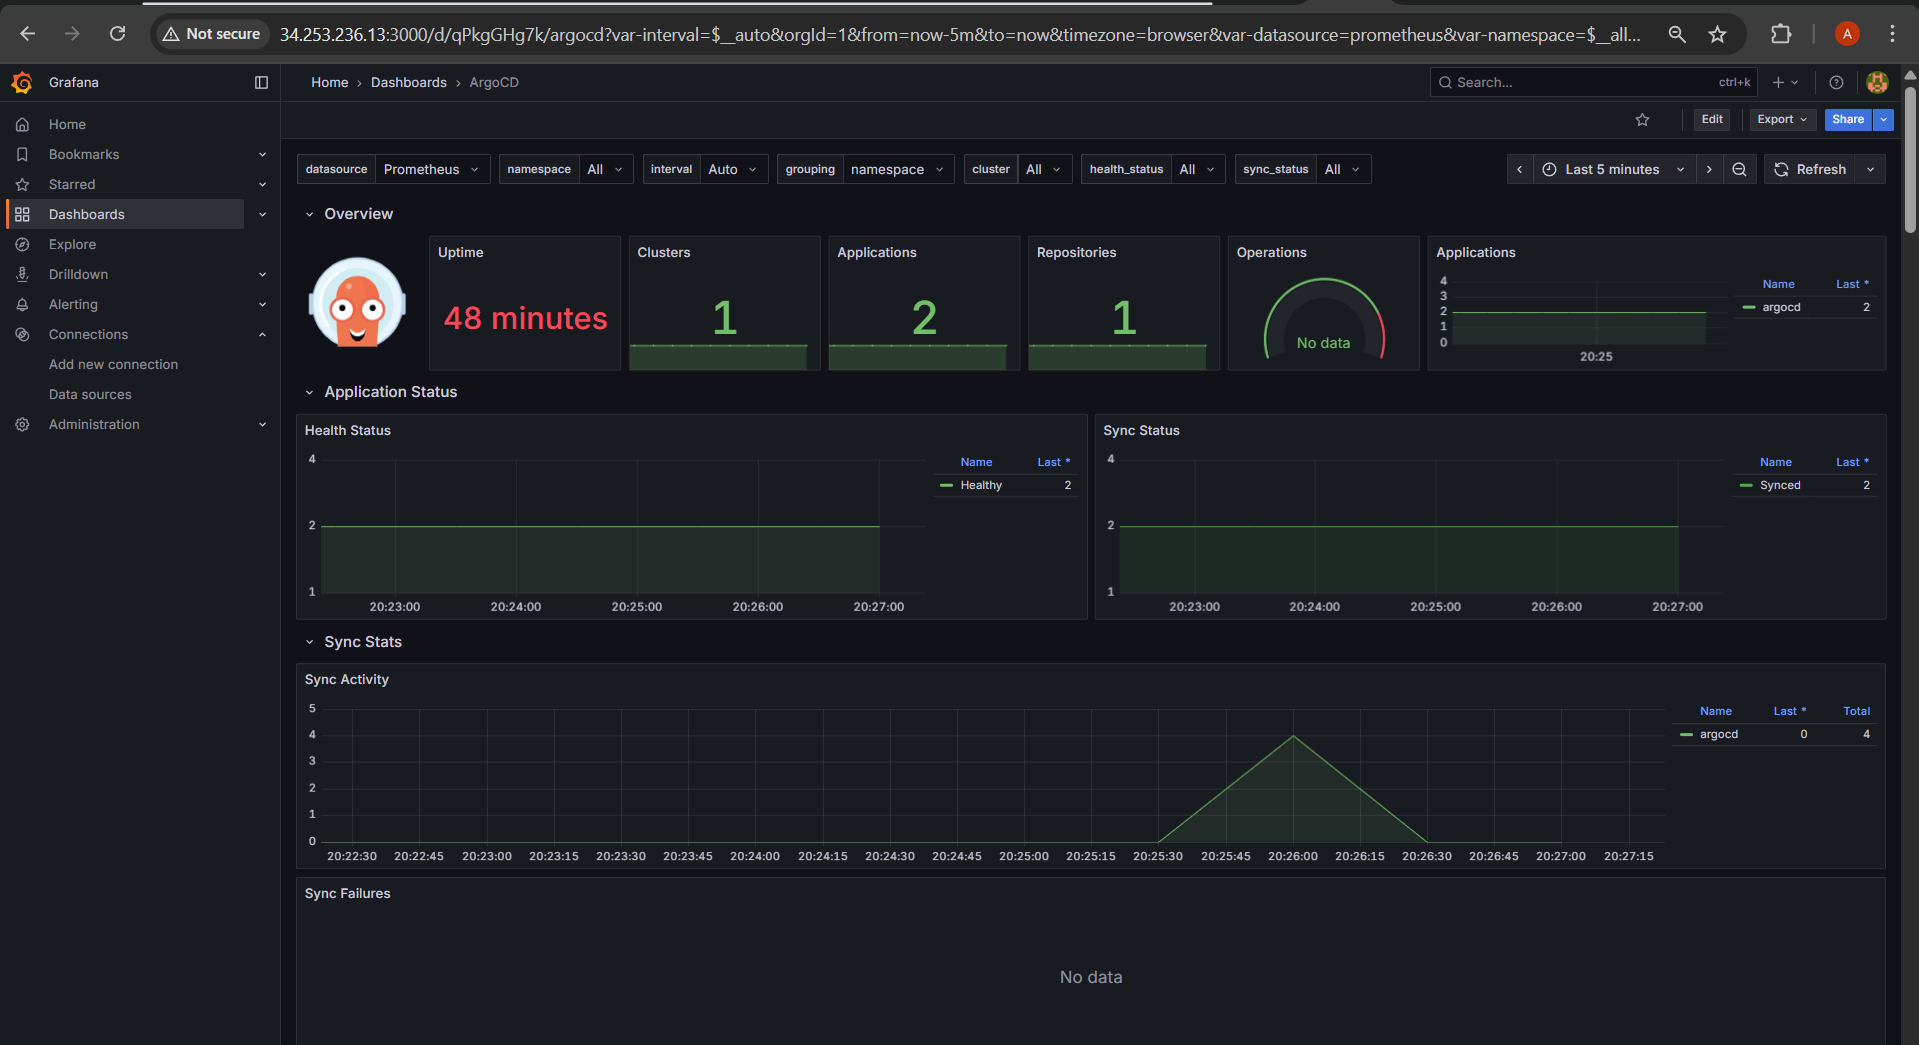 Not secure 34.253.236.13:3000/d/qPkgGHg7k/argocd?var-interval=$__auto&orgId=1&from=now-5m&to=now&timezone=browser&var-datasource=prometheus&var-namespace=$__all... A
Grafana Home › Dashboards › ArgoCD Search... ctrl+k
Edit Export Share
Home
Bookmarks
Starred
Dashboards
Explore
Drilldown
Alerting
Connections
Add new connection
Data sources
Administration
datasource Prometheus namespace All interval Auto grouping namespace cluster All health_status All sync_status All Last 5 minutes Refresh
Overview
Uptime
48 minutes
Clusters
1
Applications
2
Repositories
1
Operations
No data
Applications
4
3
2
1
0
20:25
Name Last *
argocd 2
Application Status
Health Status
4
2
1
20:23:00 20:24:00 20:25:00 20:26:00 20:27:00
Name Last *
Healthy 2
Sync Status
4
2
1
20:23:00 20:24:00 20:25:00 20:26:00 20:27:00
Name Last *
Synced 2
Sync Stats
Sync Activity
5
4
3
2
1
0
20:22:30 20:22:45 20:23:00 20:23:15 20:23:30 20:23:45 20:24:00 20:24:15 20:24:30 20:24:45 20:25:00 20:25:15 20:25:30 20:25:45 20:26:00 20:26:15 20:26:30 20:26:45 20:27:00 20:27:15
Name Last * Total
argocd 0 4
Sync Failures
No data